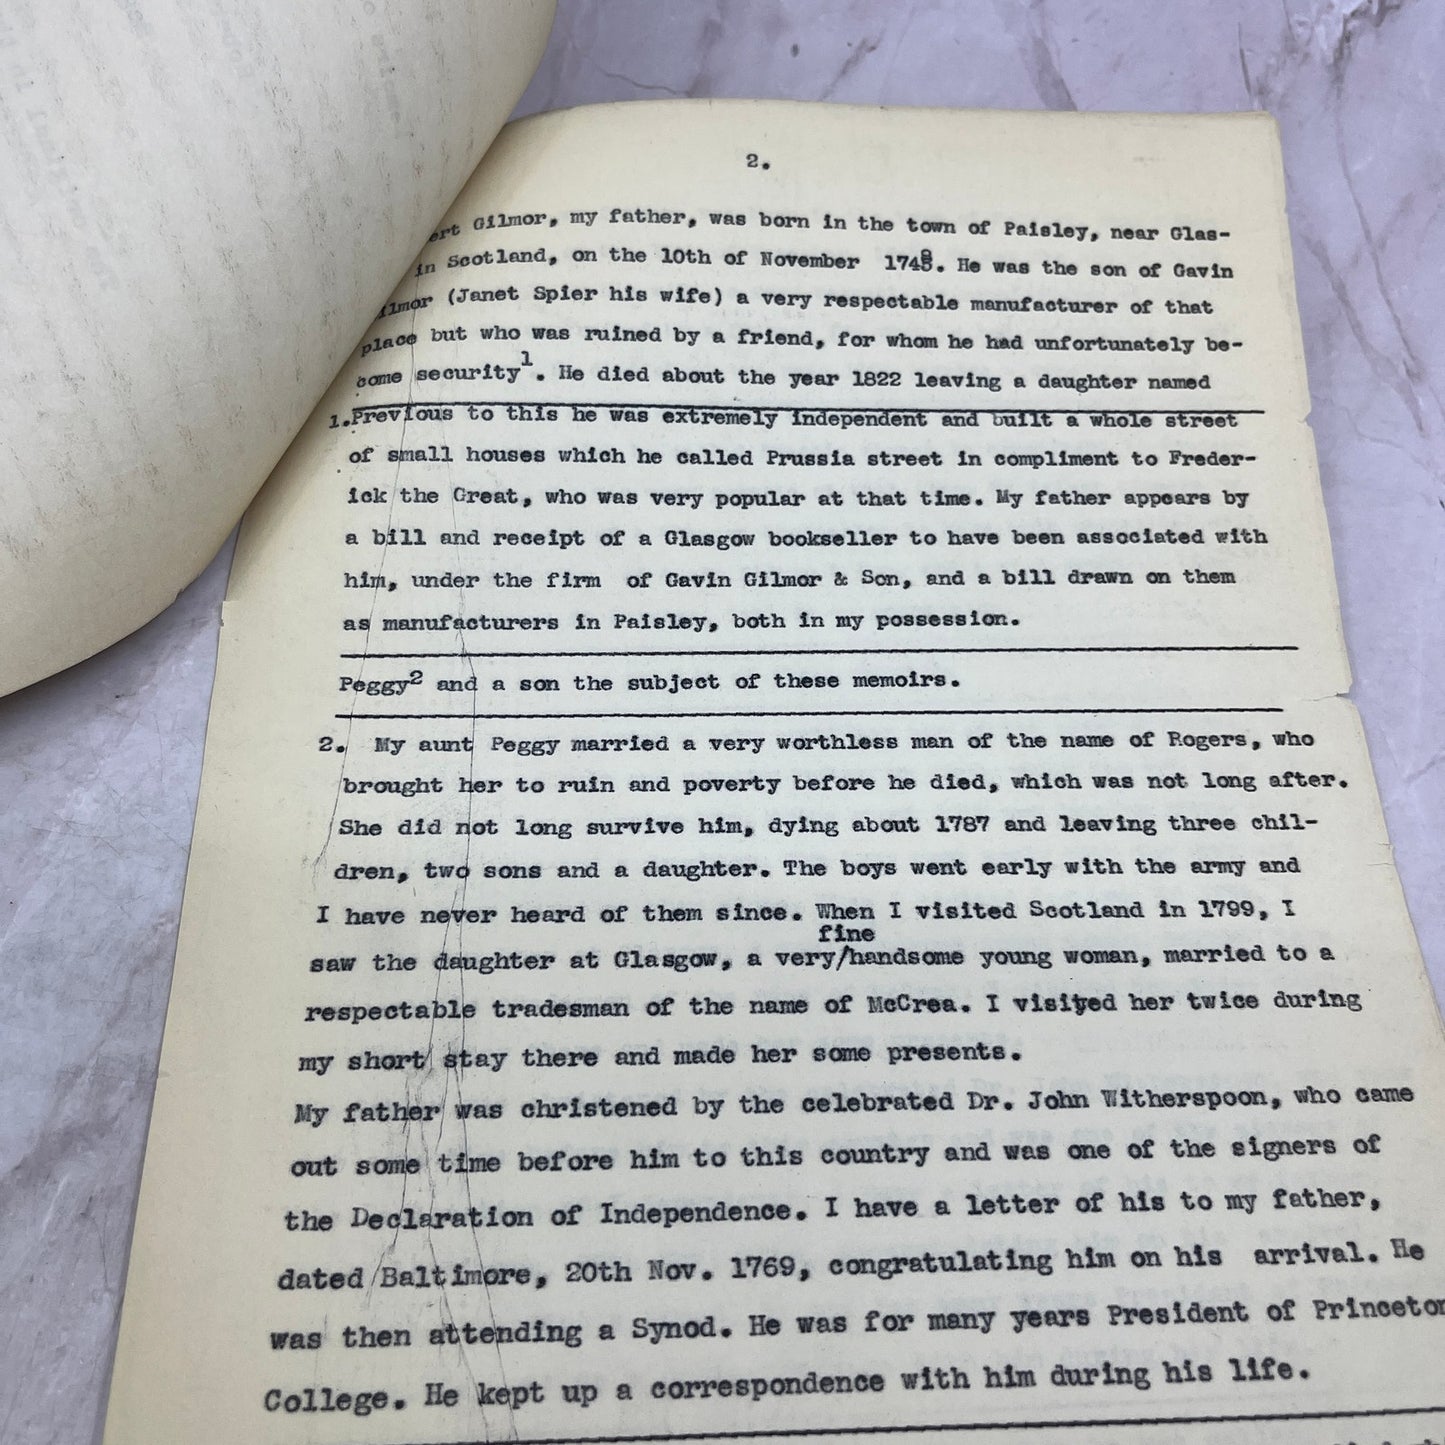 2.
ert Gilmor, my father, was born in the town of Paisley, near Glas-
in Scotland, on the 10th of November 1748. He was the son of Gavin
ilmor (Janet Spier his wife) a very respectable manufacturer of that
place but who was ruined by a friend, for whom he had unfortunately be-
come security1. He died about the year 1822 leaving a daughter named
1.Previous to this he was extremely independent and built a whole street
of small houses which he called Prussia street in compliment to Freder-
ick the Great, who was very popular at that time. My father appears by
a bill and receipt of a Glasgow bookseller to have been associated with
him, under the firm of Gavin Gilmor & Son, and a bill drawn on them
as manufacturers in Paisley, both in my possession.
Peggy2 and a son the subject of these memoirs.
2. My aunt Peggy married a very worthless man of the name of Rogers, who
brought her to ruin and poverty before he died, which was not long after.
She did not long survive him, dying about 1787 and leaving three chil-
dren, two sons and a daughter. The boys went early with the army and
I have never heard of them since. When I visited Scotland in 1799, I
fine
saw the daughter at Glasgow, a very/handsome young woman, married to a
respectable tradesman of the name of McCrea. I visited her twice during
my short stay there and made her some presents.
My father was christened by the celebrated Dr. John Witherspoon, who came
out some time before him to this country and was one of the signers of
the Declaration of Independence. I have a letter of his to my father,
dated Baltimore, 20th Nov. 1769, congratulating him on his arrival. He
was then attending a Synod. He was for many years President of Princeton
College. He kept up a correspondence with him during his life.